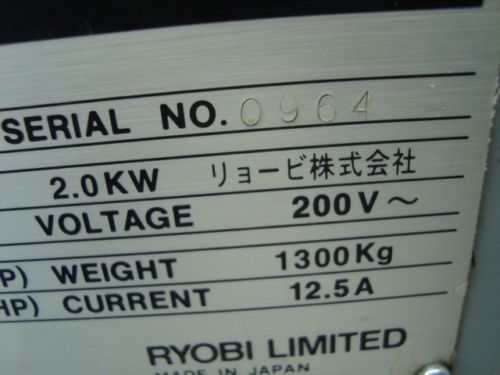 SERIAL NO. 0964
2.0KW リョービ株式会社
VOLTAGE 200V～
P) WEIGHT 1300Kg
HP) CURRENT 12.5A
RYOBI LIMITED
MADE IN JAPAN